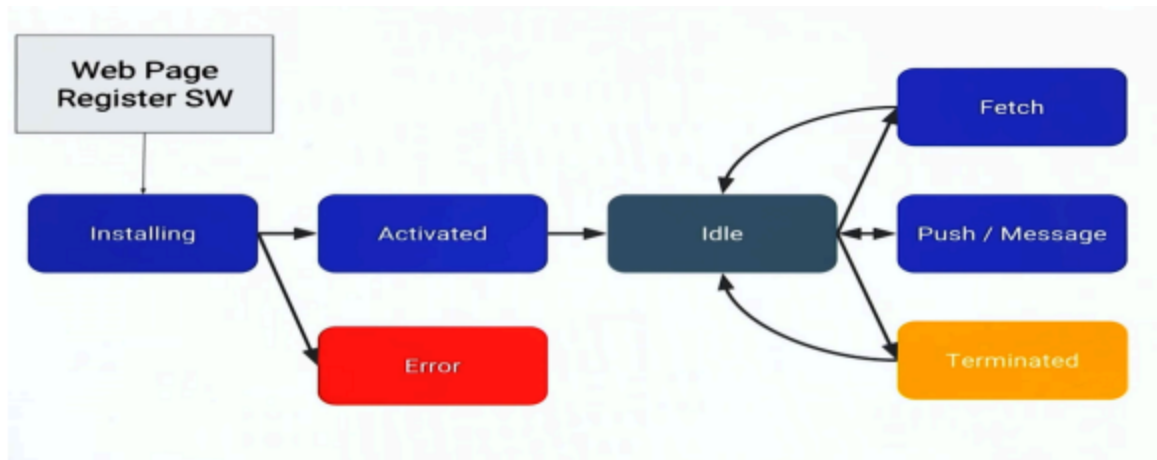 Web Page
Register SW
Fetch
Installing
Activated
Idle
Push / Message
Error
Terminated